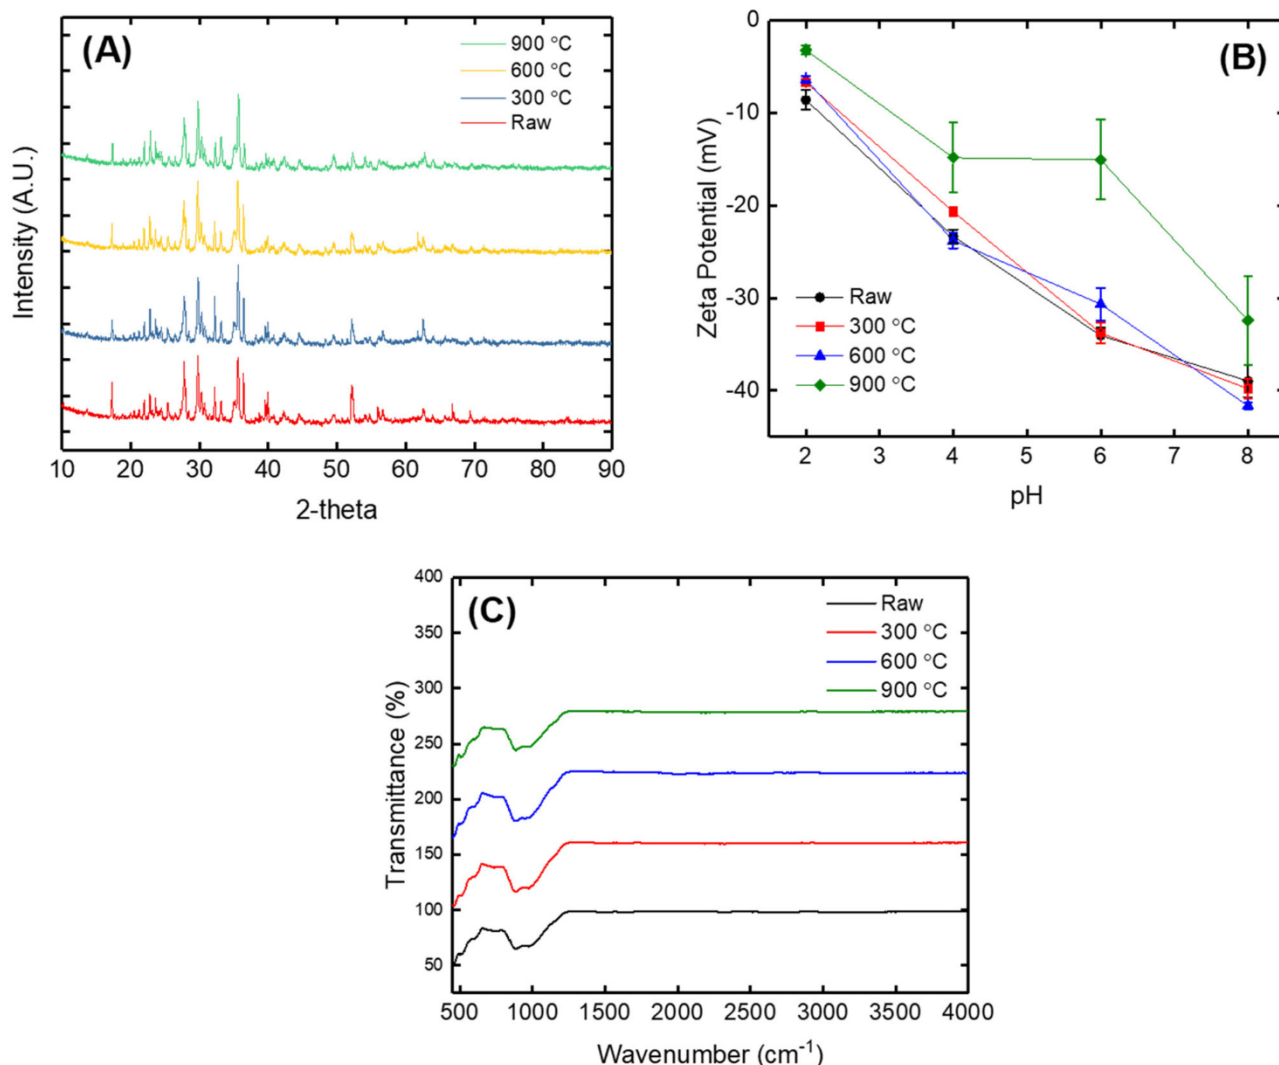 (A)
900 °C
600 °C
300 °C
Raw
Intensity (A.U.)
10 20 30 40 50 60 70 80 90
2-theta
(B)
0
-10
-20
-30
-40
Zeta Potential (mV)
Raw
300 °C
600 °C
900 °C
2 3 4 5 6 7 8
pH
(C)
400
350
300
250
200
150
100
50
Transmittance (%)
Raw
300 °C
600 °C
900 °C
500 1000 1500 2000 2500 3000 3500 4000
Wavenumber (cm⁻¹)